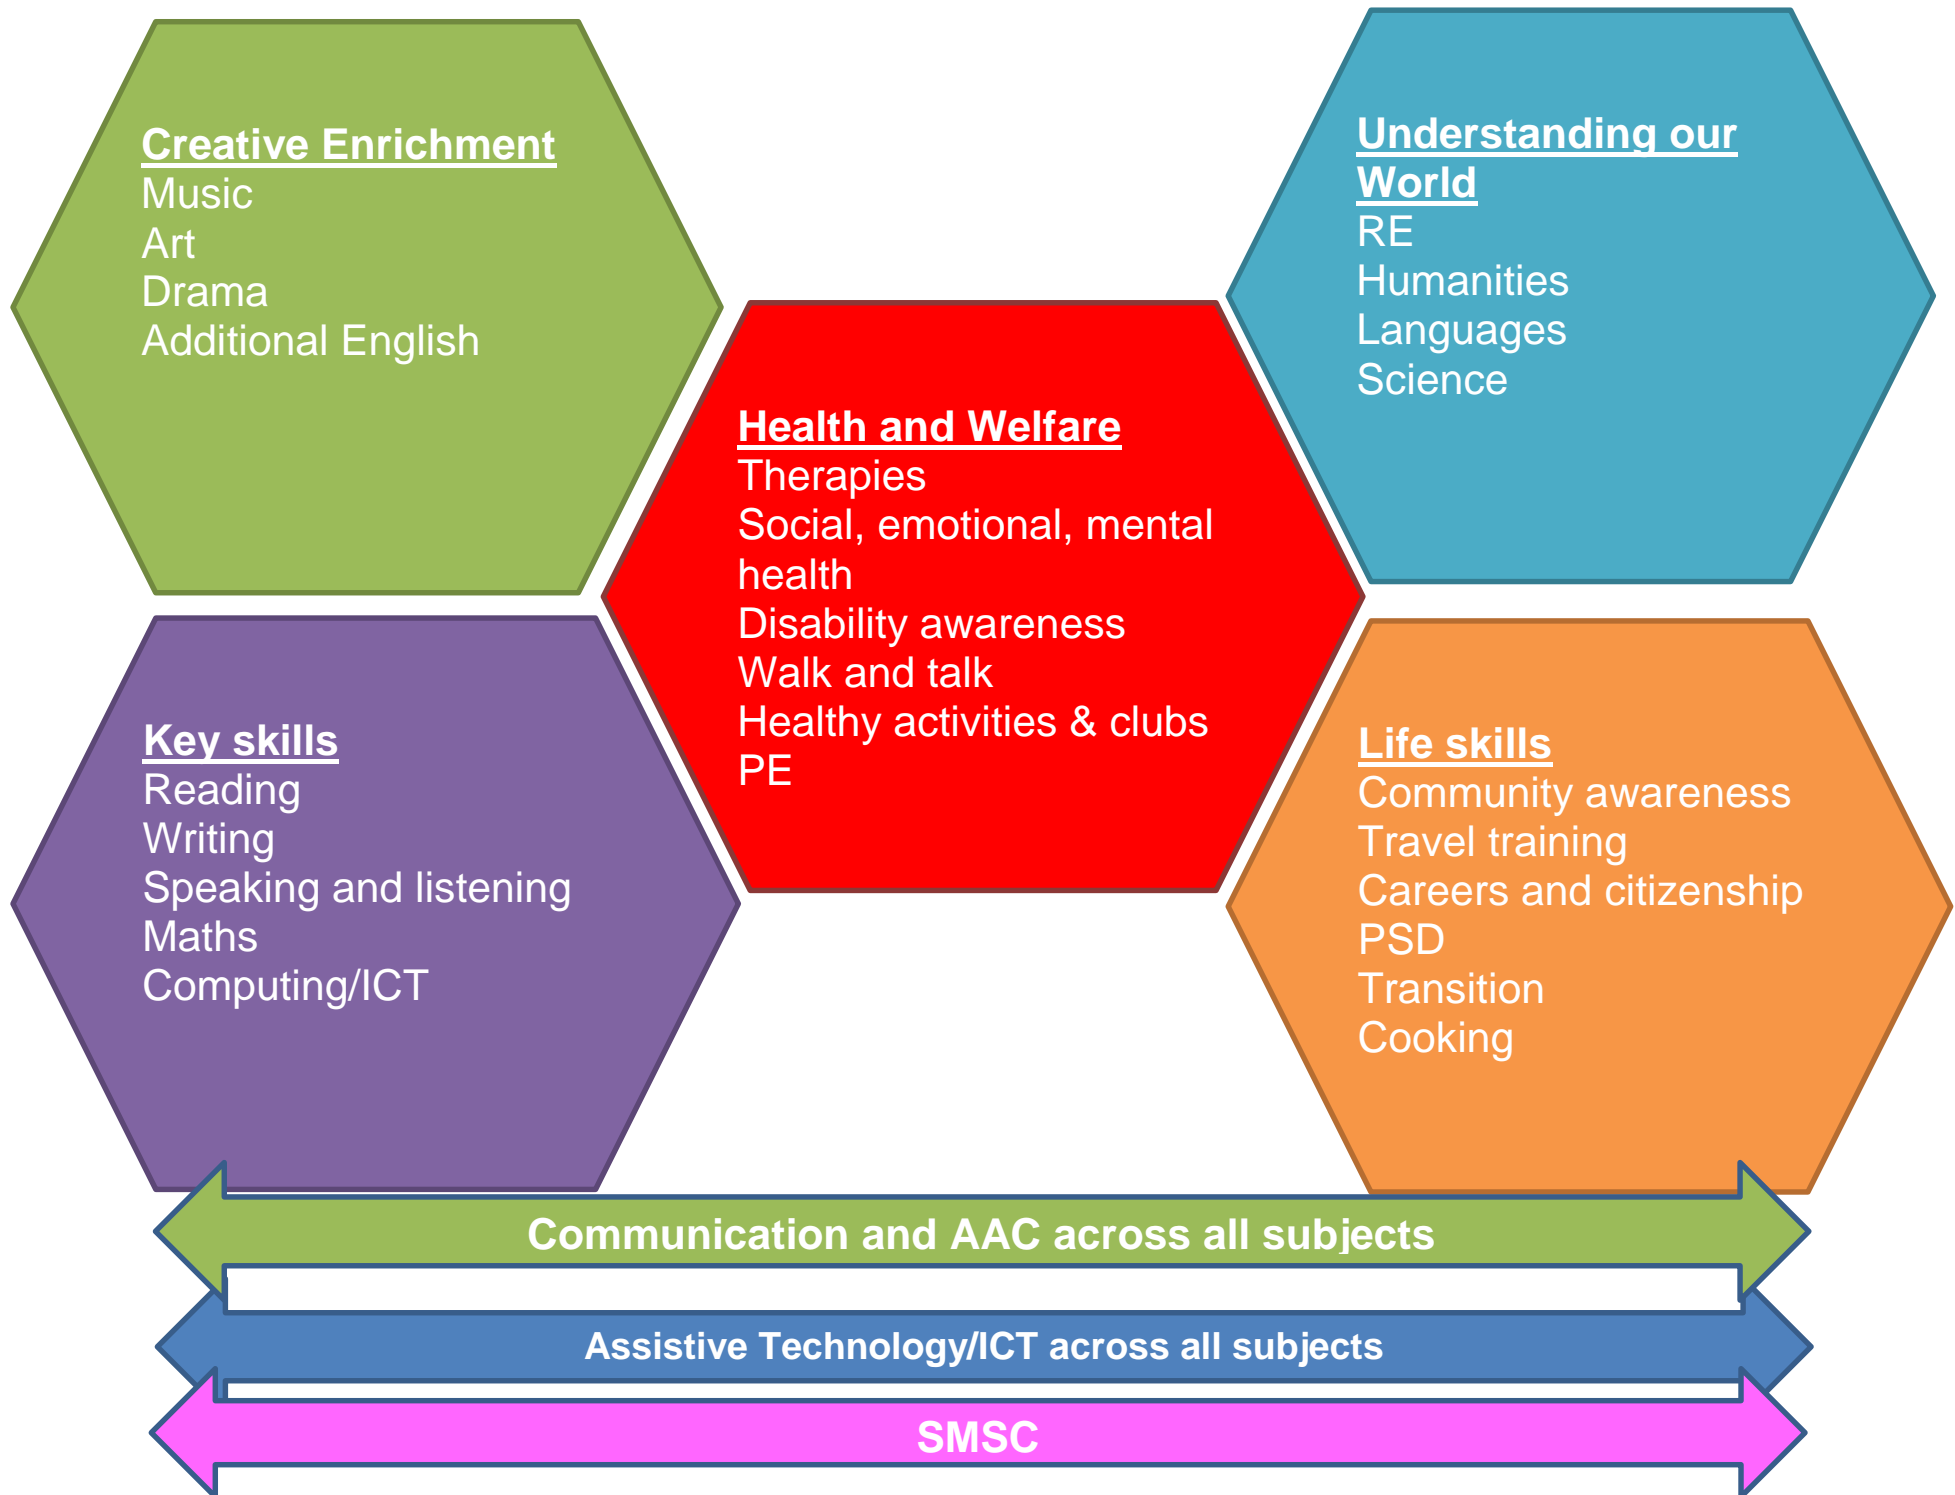 Creative Enrichment
Music
Art
Drama
Additional English
Understanding our
World
RE
Humanities
Languages
Science
Health and Welfare
Therapies
Social, emotional, mental
health
Disability awareness
Walk and talk
Healthy activities & clubs
PE
Key skills
Reading
Writing
Speaking and listening
Maths
Computing/ICT
Life skills
Community awareness
Travel training
Careers and citizenship
PSD
Transition
Cooking
Communication and AAC across all subjects
Assistive Technology/ICT across all subjects
SMSC